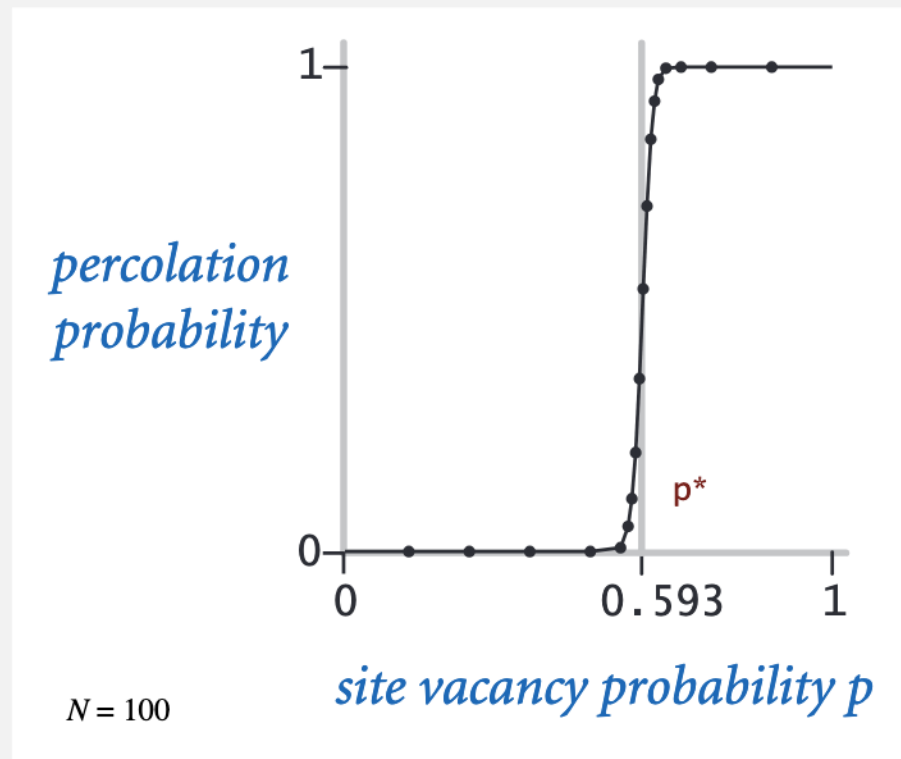 1
percolation
probability
p*
0
0
0.593
1
site vacancy probability p
N = 100